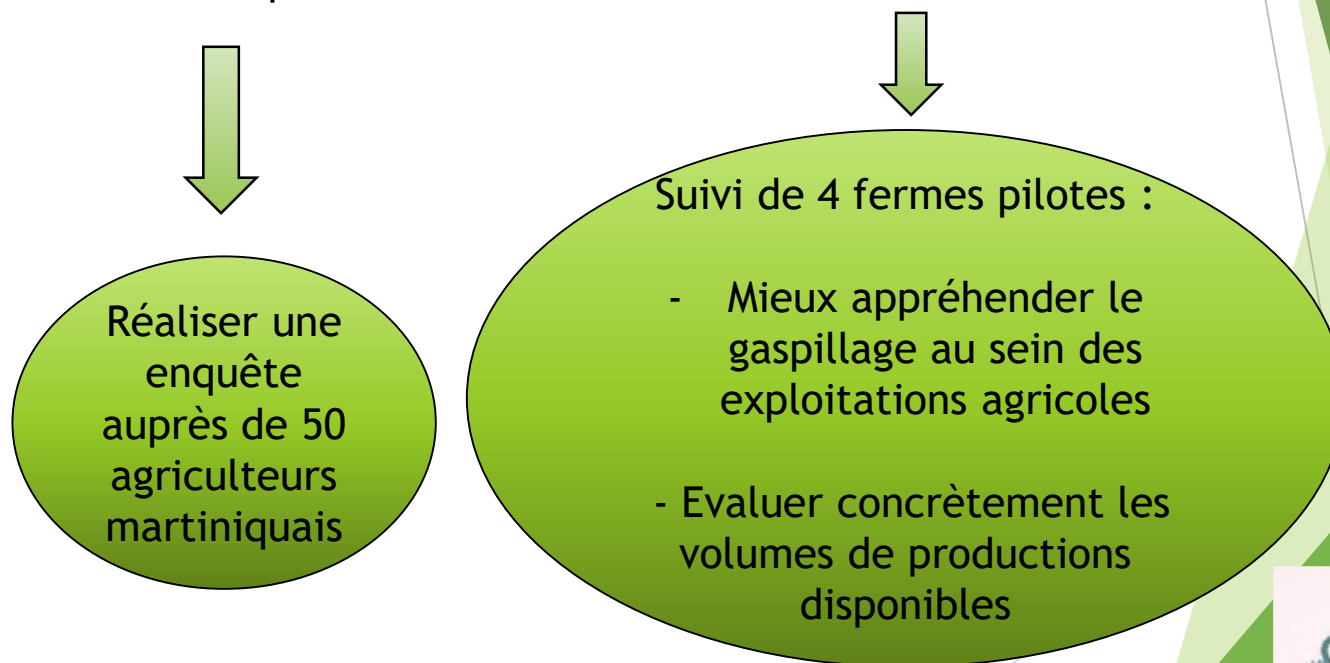 Réaliser une
enquête
auprès de 50
agriculteurs
martiniquais
Suivi de 4 fermes pilotes :
- Mieux appréhender le
gaspillage au sein des
exploitations agricoles
- Evaluer concrètement les
volumes de productions
disponibles